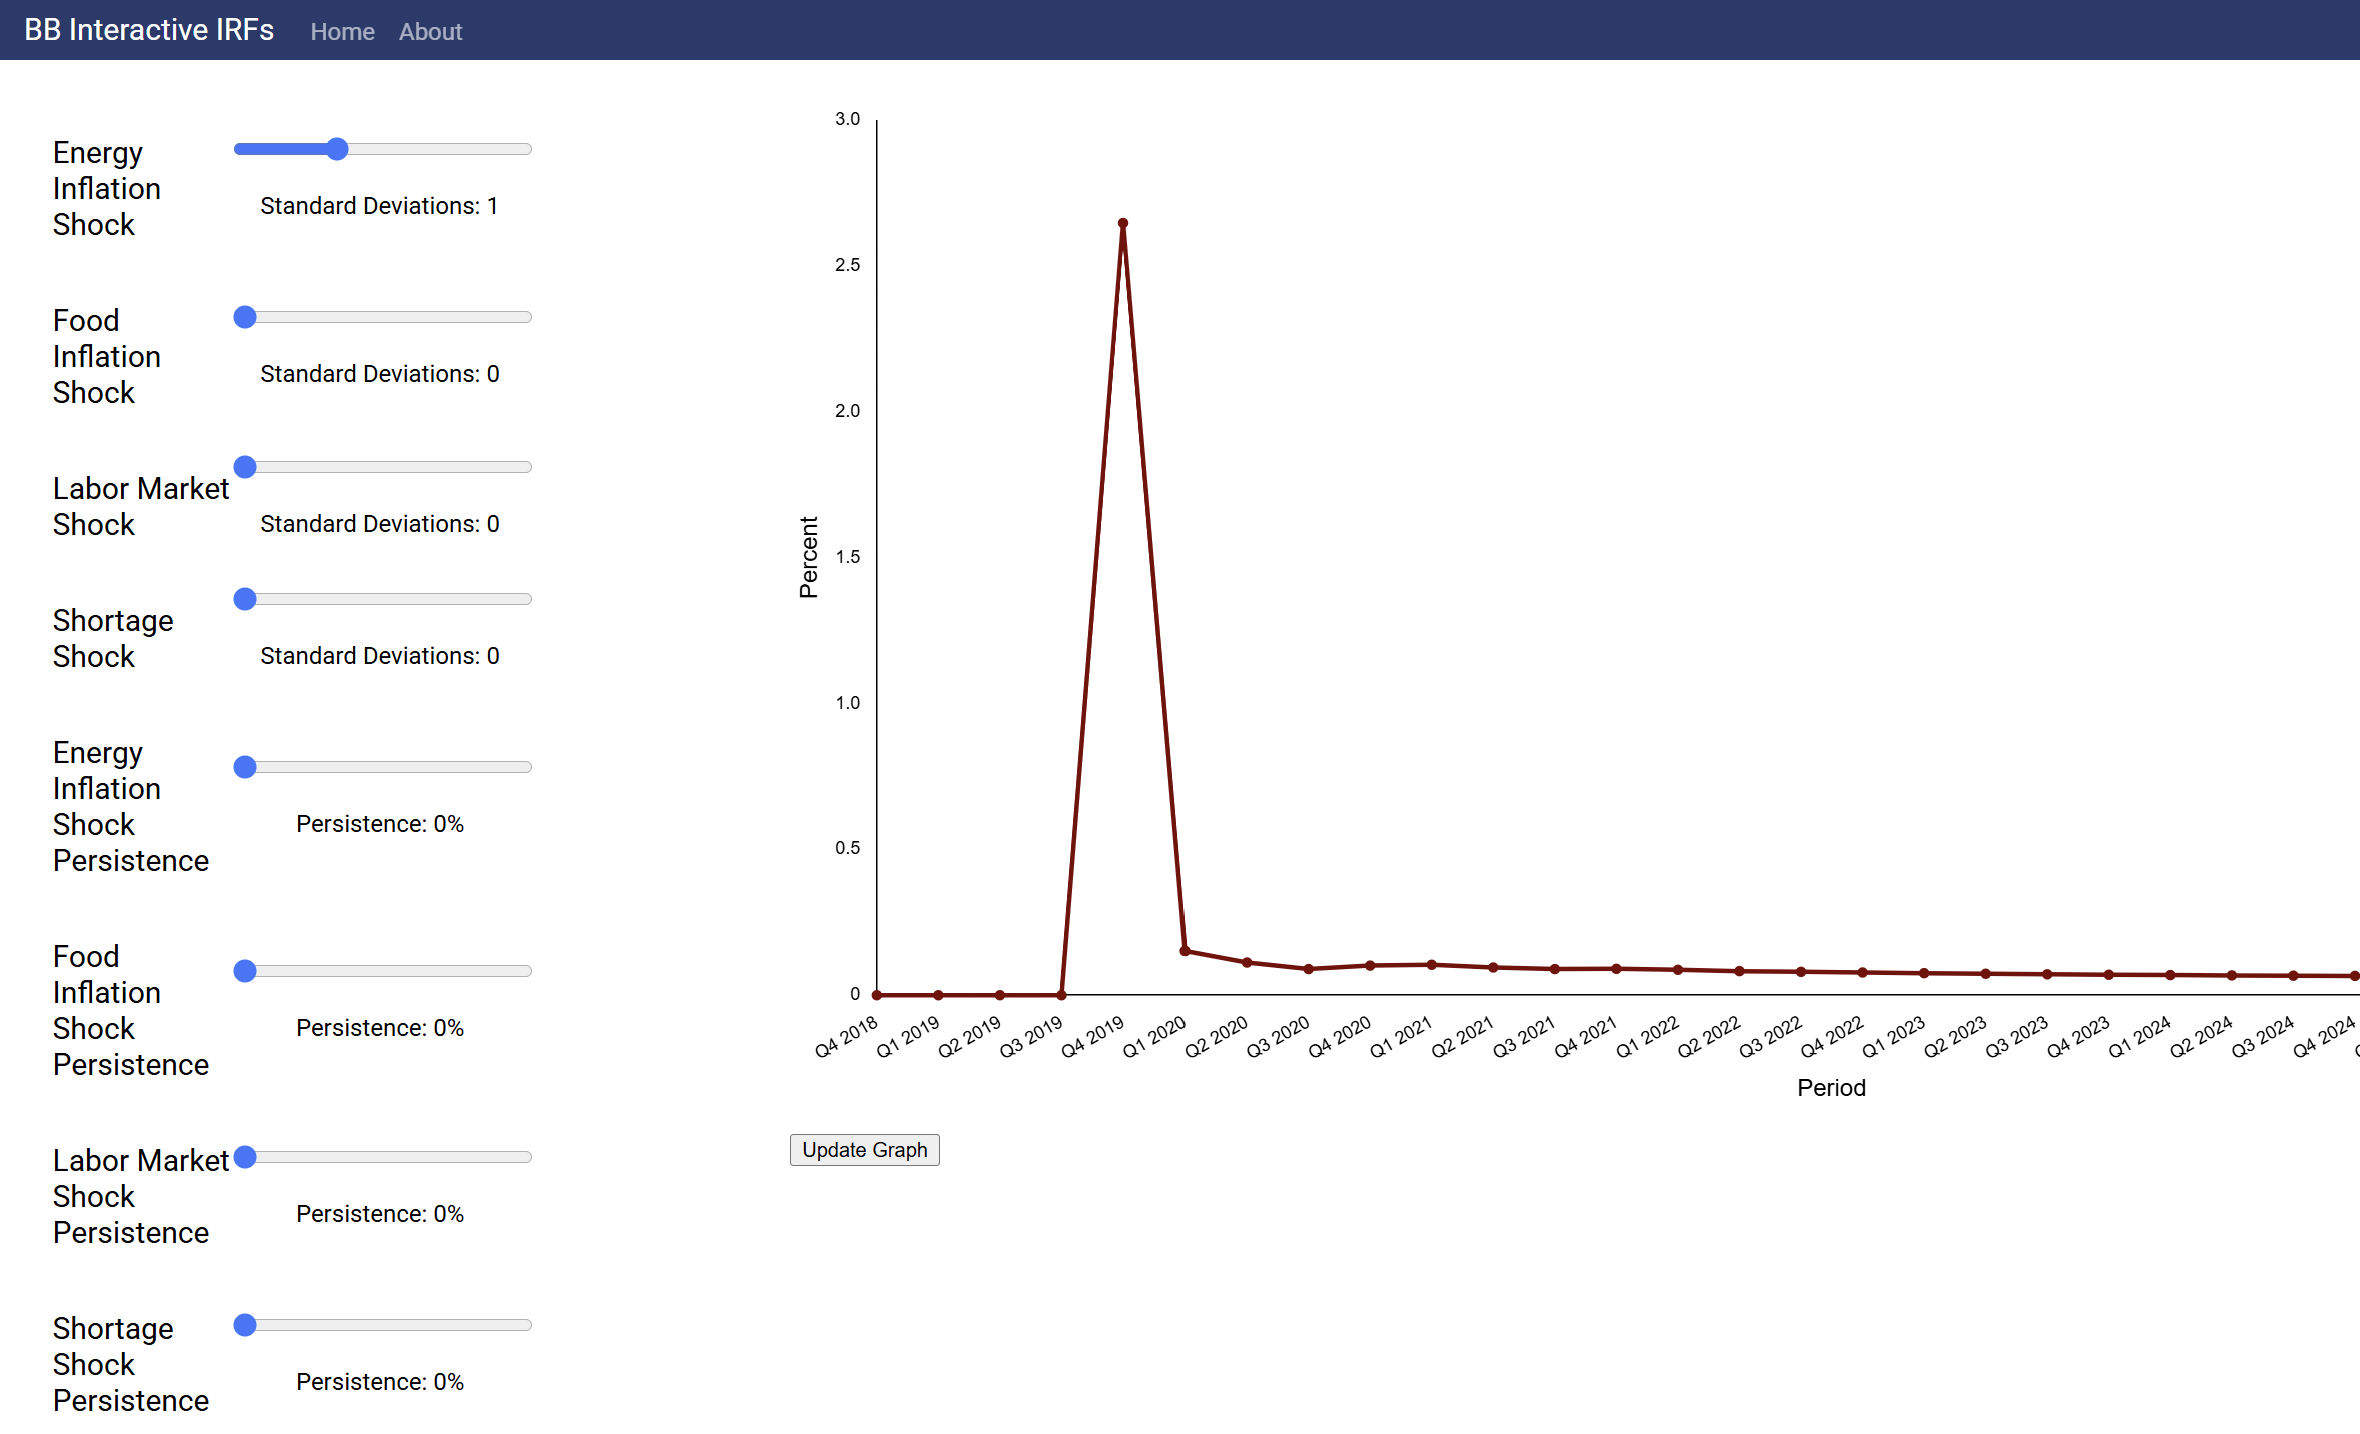 BB Interactive IRFs Home About
Energy
Inflation
Shock
Standard Deviations: 1
Food
Inflation
Shock
Standard Deviations: 0
Labor Market
Shock
Standard Deviations: 0
Shortage
Shock
Standard Deviations: 0
Energy
Inflation
Shock
Persistence
Persistence: 0%
Food
Inflation
Shock
Persistence
Persistence: 0%
Labor Market
Shock
Persistence
Persistence: 0%
Shortage
Shock
Persistence
Persistence: 0%
3.0
2.5
2.0
1.5
1.0
0.5
0
Percent
Q4 2018
Q1 2019
Q2 2019
Q3 2019
Q4 2019
Q1 2020
Q2 2020
Q3 2020
Q4 2020
Q1 2021
Q2 2021
Q3 2021
Q4 2021
Q1 2022
Q2 2022
Q3 2022
Q4 2022
Q1 2023
Q2 2023
Q3 2023
Q4 2023
Q1 2024
Q2 2024
Q3 2024
Q4 2024
Period
Update Graph